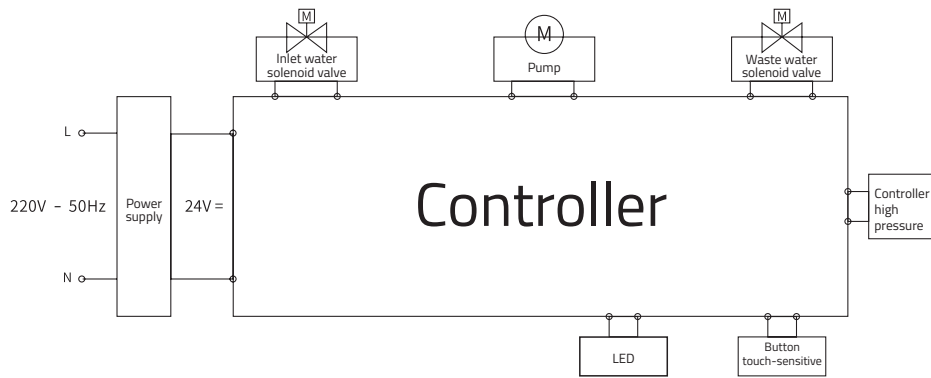 M
Inlet water
solenoid valve
M
Pump
M
Waste water
solenoid valve
L
220V - 50Hz
N
Power
supply
24V =
Controller
Controller
high
pressure
LED
Button
touch-sensitive